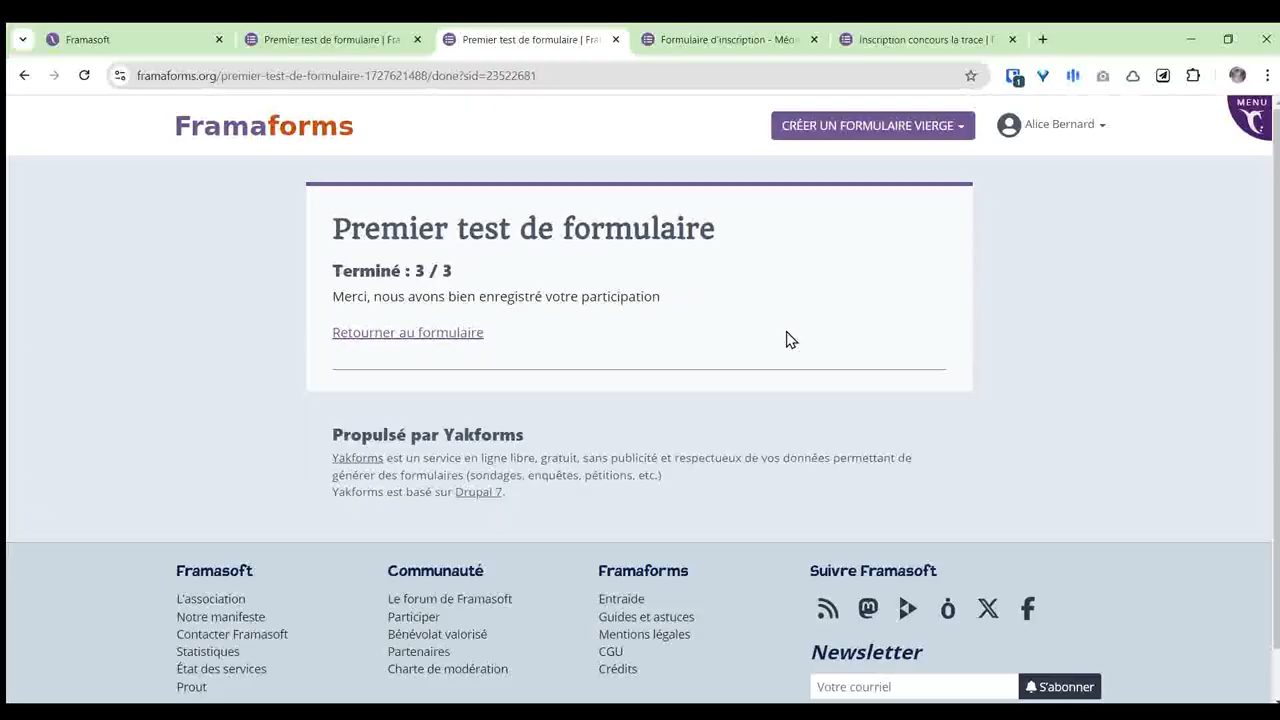 Framasoft
Premier test de formulaire | Fra
Premier test de formulaire | Fra
Formulaire d'inscription - Méd
Inscription concours la trace |
framaforms.org/premier-test-de-formulaire-1727621488/done?sid=23522681
1
MENU
Framaforms
CRÉER UN FORMULAIRE VIERGE
Alice Bernard
Premier test de formulaire
Terminé : 3 / 3
Merci, nous avons bien enregistré votre participation
Retourner au formulaire
Propulsé par Yakforms
Yakforms est un service en ligne libre, gratuit, sans publicité et respectueux de vos données permettant de
générer des formulaires (sondages, enquêtes, pétitions, etc.)
Yakforms est basé sur Drupal 7.
Framasoft
L'association
Notre manifeste
Contacter Framasoft
Statistiques
État des services
Prout
Communauté
Le forum de Framasoft
Participer
Bénévolat valorisé
Partenaires
Charte de modération
Framaforms
Entraide
Guides et astuces
Mentions légales
CGU
Crédits
Suivre Framasoft
Newsletter
Votre courriel
S'abonner